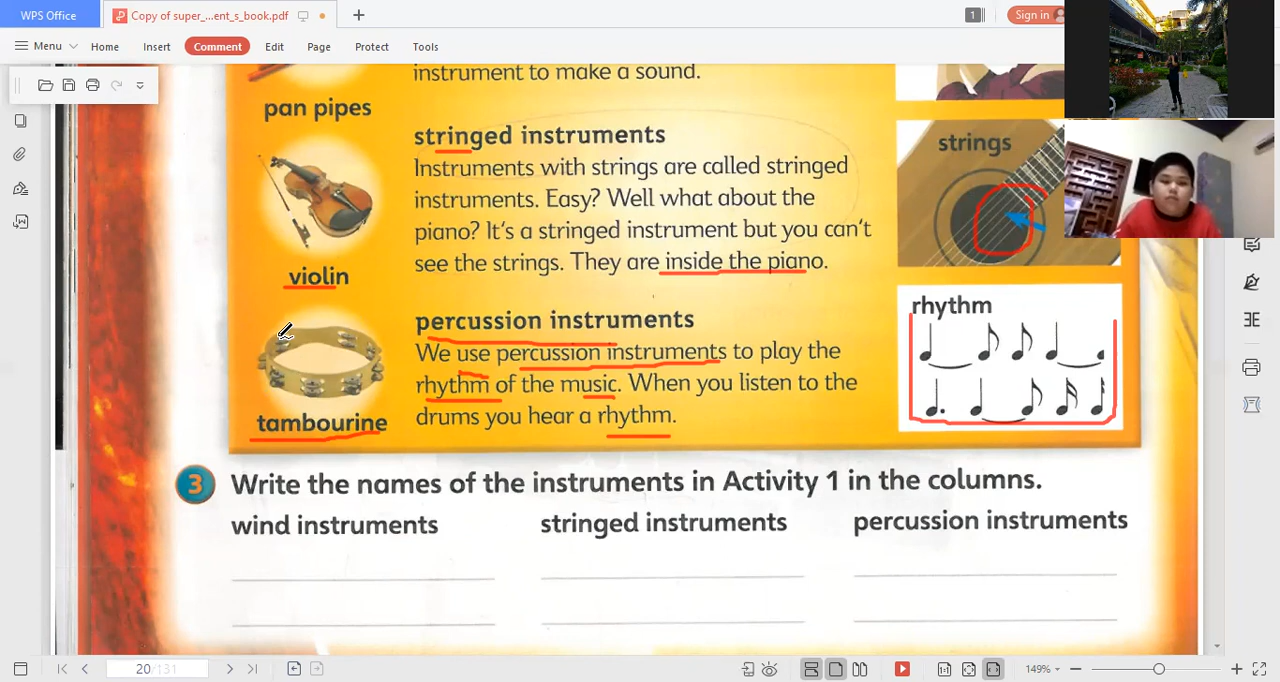 WPS Office
Copy of super_...ent_s_book.pdf
1
Sign in
Menu
Home
Insert
Comment
Edit
Page
Protect
Tools
instrument to make a sound.
pan pipes
stringed instruments
Instruments with strings are called stringed
instruments. Easy? Well what about the
piano? It's a stringed instrument but you can't
see the strings. They are inside the piano.
violin
strings
percussion instruments
We use percussion instruments to play the
rhythm of the music. When you listen to the
drums you hear a rhythm.
tambourine
rhythm
3 Write the names of the instruments in Activity 1 in the columns.
wind instruments
stringed instruments
percussion instruments
20/131
149%